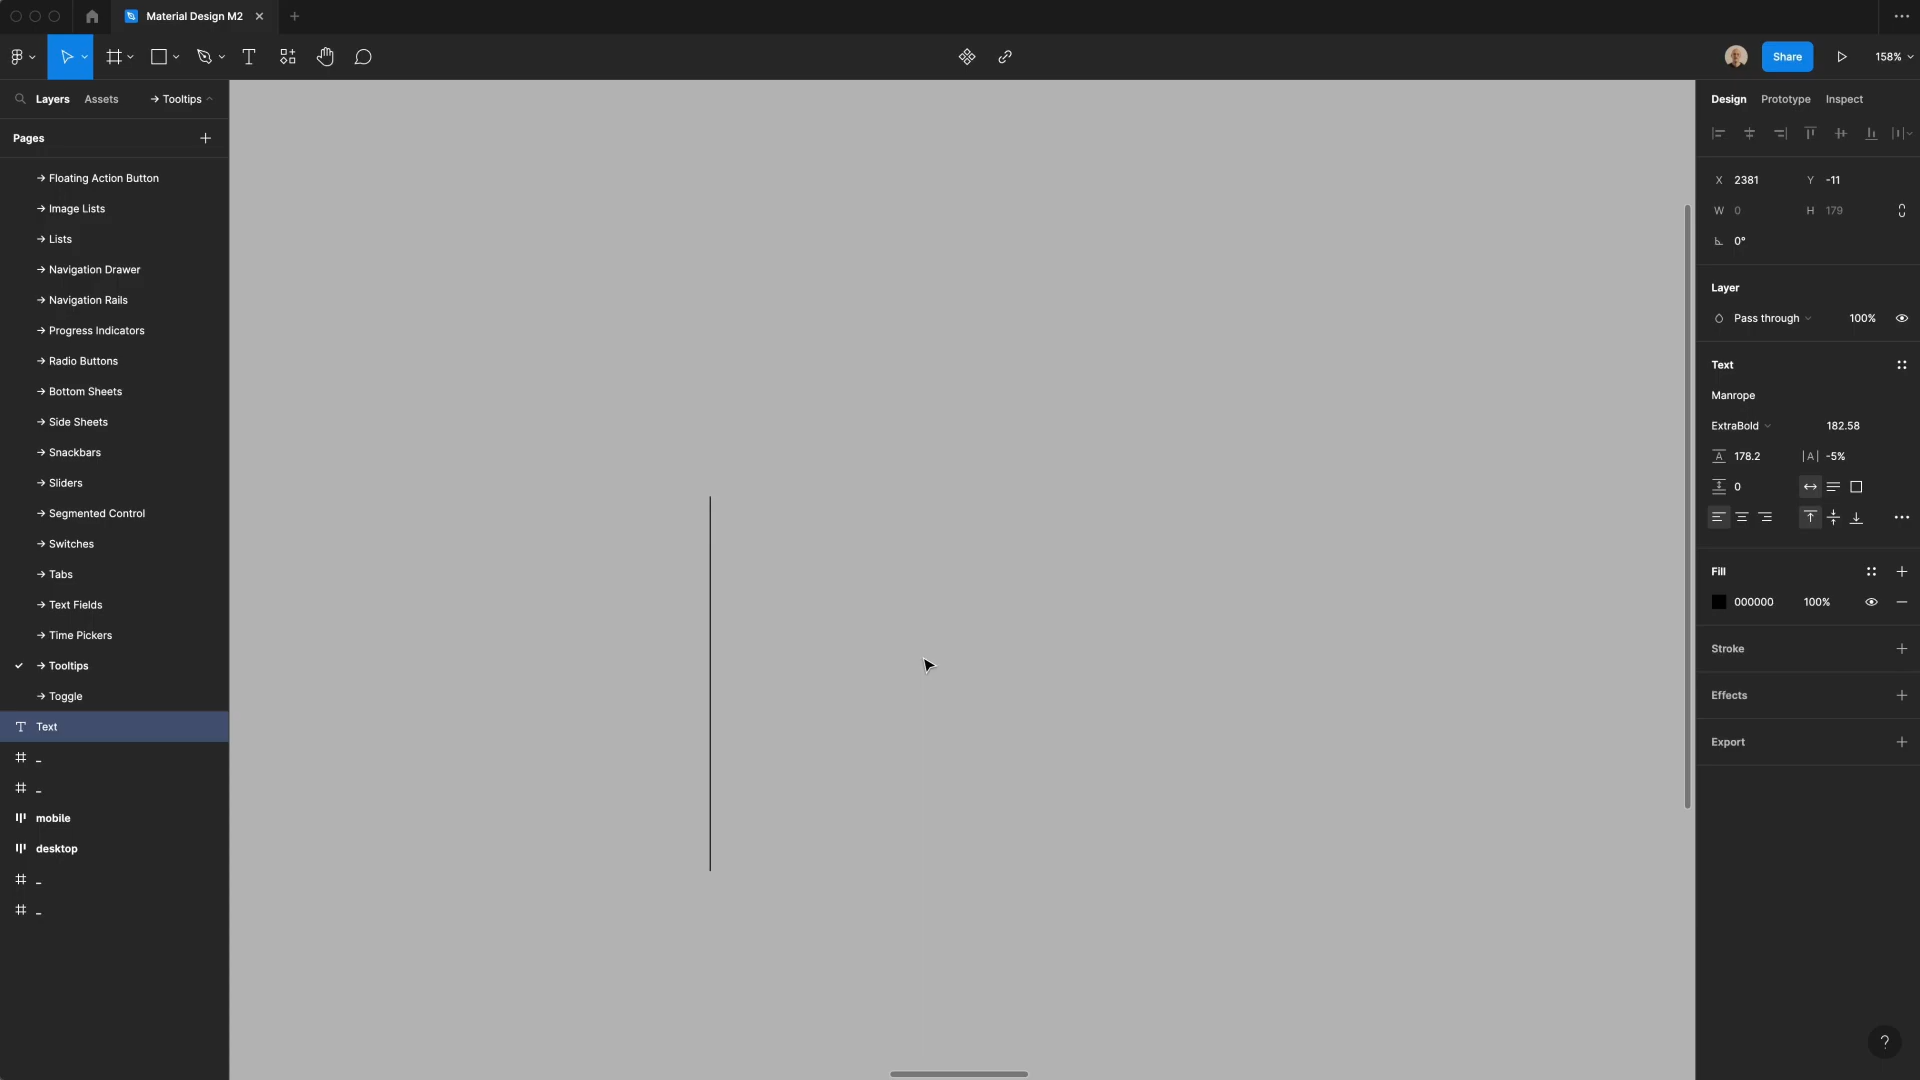 Material Design M2
Share
158%
Layers
Assets
→ Tooltips
Design
Prototype
Inspect
Pages
→ Floating Action Button
→ Image Lists
→ Lists
→ Navigation Drawer
→ Navigation Rails
→ Progress Indicators
→ Radio Buttons
→ Bottom Sheets
→ Side Sheets
→ Snackbars
→ Sliders
→ Segmented Control
→ Switches
→ Tabs
→ Text Fields
→ Time Pickers
→ Tooltips
→ Toggle
T Text
_
_
mobile
desktop
_
_
X 2381 Y -11
W 0 H 179
0°
Layer
Pass through 100%
Text
Manrope
ExtraBold 182.58
A 178.2 |A| -5%
0
Fill
000000 100%
Stroke
Effects
Export
?